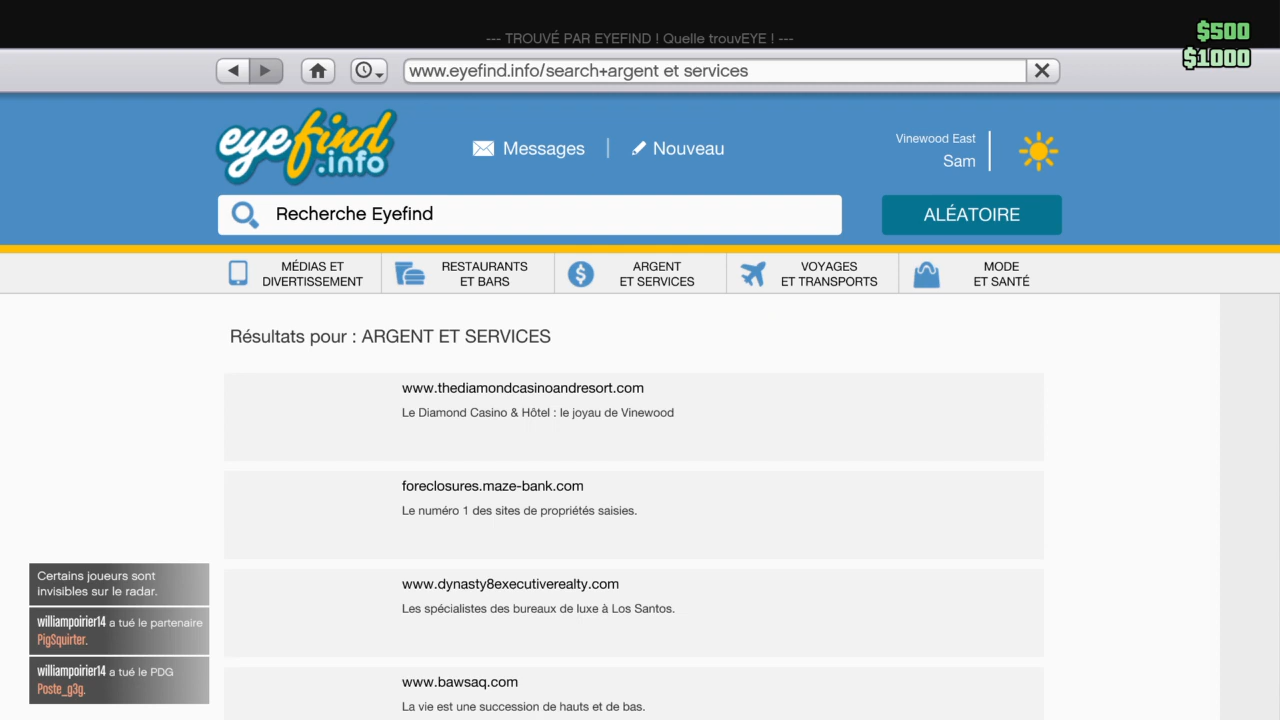 --- TROUVÉ PAR EYEFIND ! Quelle trouvEYE ! ---
$500
$1000
www.eyefind.info/search+argent et services
eyefind
.info
Messages
Nouveau
Vinewood East
Sam
Recherche Eyefind
ALÉATOIRE
MÉDIAS ET
DIVERTISSEMENT
RESTAURANTS
ET BARS
ARGENT
ET SERVICES
VOYAGES
ET TRANSPORTS
MODE
ET SANTÉ
Résultats pour : ARGENT ET SERVICES
www.thediamondcasinoandresort.com
Le Diamond Casino & Hôtel : le joyau de Vinewood
foreclosures.maze-bank.com
Le numéro 1 des sites de propriétés saisies.
www.dynasty8executiverealty.com
Les spécialistes des bureaux de luxe à Los Santos.
www.bawsaq.com
La vie est une succession de hauts et de bas.
Certains joueurs sont
invisibles sur le radar.
williampoirier14 a tué le partenaire
PigSquirter.
williampoirier14 a tué le PDG
Poste_g3g.